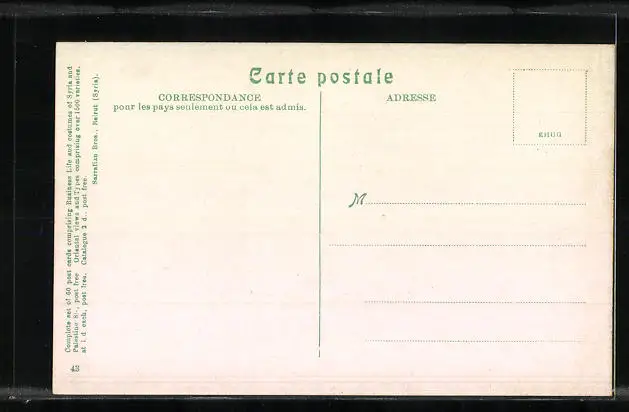 Carte postale
CORRESPONDANCE
pour les pays seulement ou cela est admis.
ADRESSE
M
Complete set of 60 post cards comprising Business Life and costumes of Syria and
Palestine 8/-, post free Oriental views and Types comprising over 1500 varieties.
at 1 d. each, post free. Catalogue 3 d., post free.
Sarrafian Bros., Beirut (Syria).
43